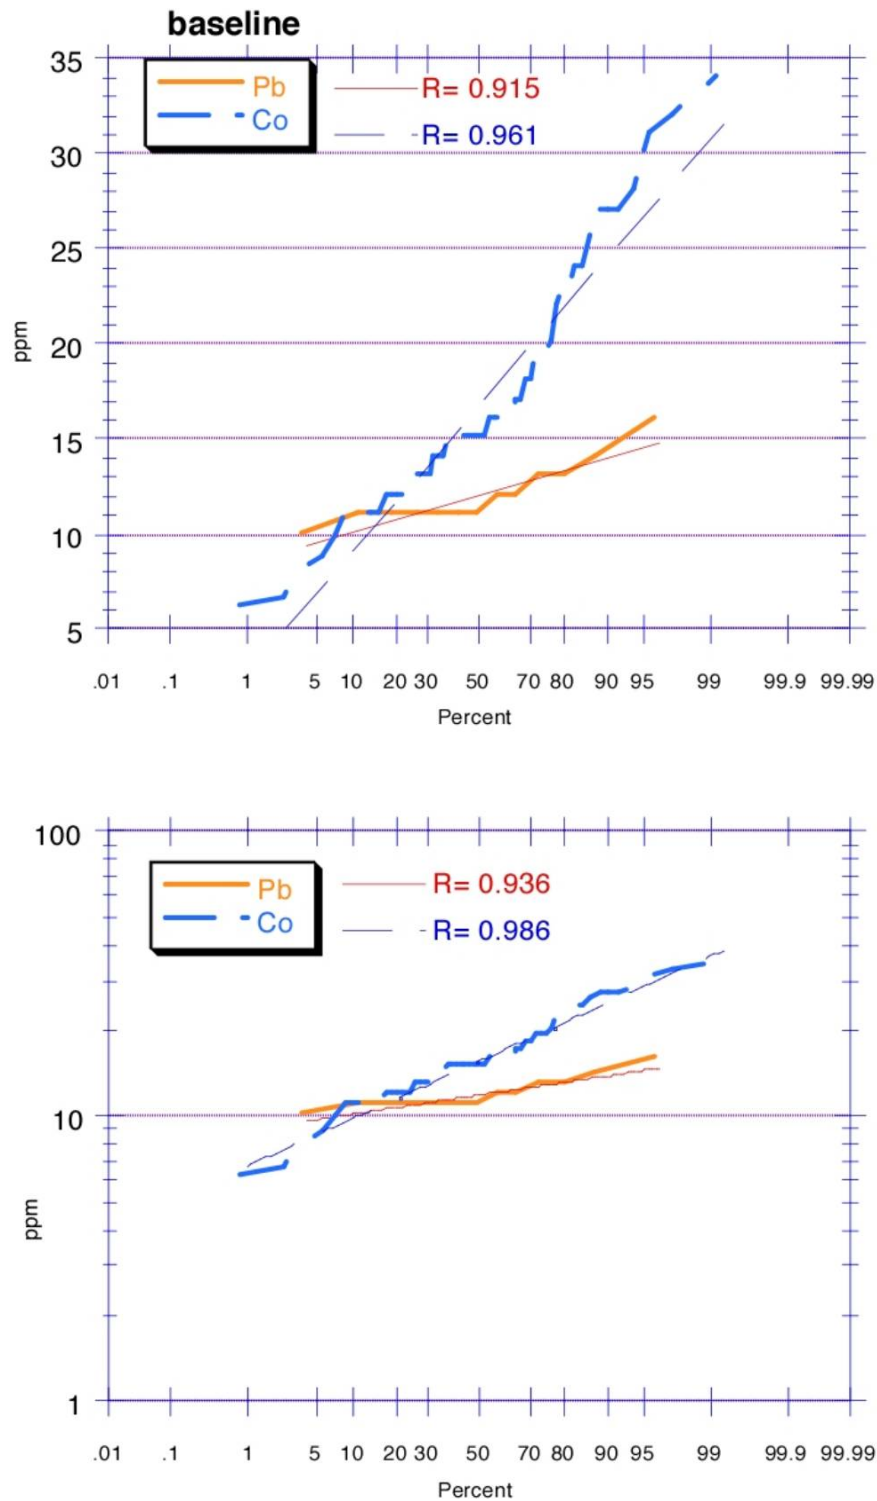 baseline
35
Pb
R= 0.915
Co
R= 0.961
30
25
ppm
20
15
10
5
.01 .1 1 5 10 20 30 50 70 80 90 95 99 99.9 99.99
Percent
100
Pb
R= 0.936
Co
R= 0.986
10
ppm
1
.01 .1 1 5 10 20 30 50 70 80 90 95 99 99.9 99.99
Percent